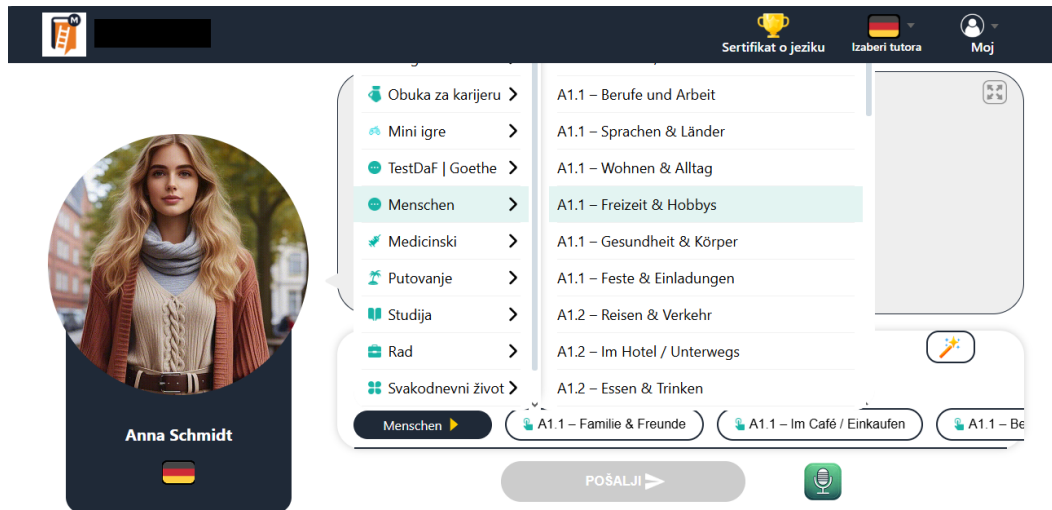 M
Sertifikat o jeziku
Izaberi tutora
Moj
Obuka za karijeru
Mini igre
TestDaF | Goethe
Menschen
Medicinski
Putovanje
Studija
Rad
Svakodnevni život
A1.1 – Berufe und Arbeit
A1.1 – Sprachen & Länder
A1.1 – Wohnen & Alltag
A1.1 – Freizeit & Hobbys
A1.1 – Gesundheit & Körper
A1.1 – Feste & Einladungen
A1.2 – Reisen & Verkehr
A1.2 – Im Hotel / Unterwegs
A1.2 – Essen & Trinken
Anna Schmidt
Menschen
A1.1 – Familie & Freunde
A1.1 – Im Café / Einkaufen
A1.1 – Be
POŠALJI